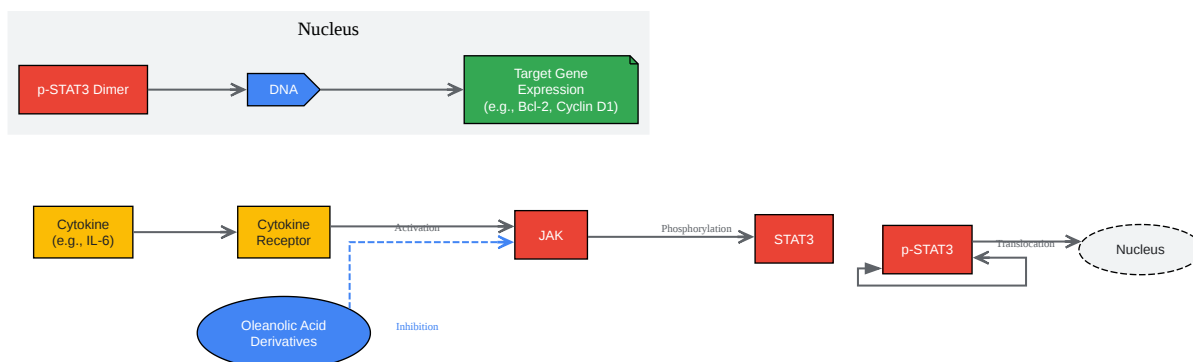 Nucleus
p-STAT3 Dimer
DNA
Target Gene
Expression
(e.g., Bcl-2, Cyclin D1)
Cytokine
(e.g., IL-6)
Cytokine
Receptor
Activation
JAK
Phosphorylation
STAT3
p-STAT3
Translocation
Nucleus
Oleanolic Acid
Derivatives
Inhibition